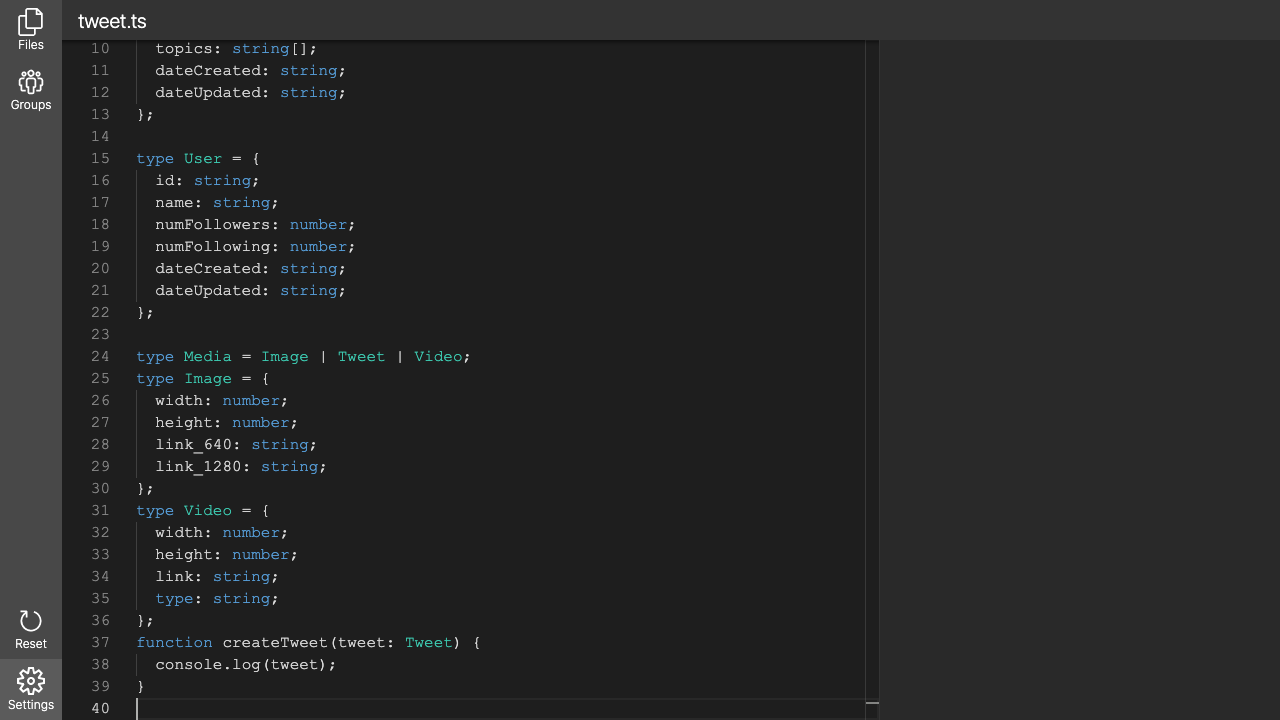 tweet.ts
Files
Groups
Reset
Settings
10 topics: string[];
11 dateCreated: string;
12 dateUpdated: string;
13 };
14
15 type User = {
16 id: string;
17 name: string;
18 numFollowers: number;
19 numFollowing: number;
20 dateCreated: string;
21 dateUpdated: string;
22 };
23
24 type Media = Image | Tweet | Video;
25 type Image = {
26 width: number;
27 height: number;
28 link_640: string;
29 link_1280: string;
30 };
31 type Video = {
32 width: number;
33 height: number;
34 link: string;
35 type: string;
36 };
37 function createTweet(tweet: Tweet) {
38 console.log(tweet);
39 }
40